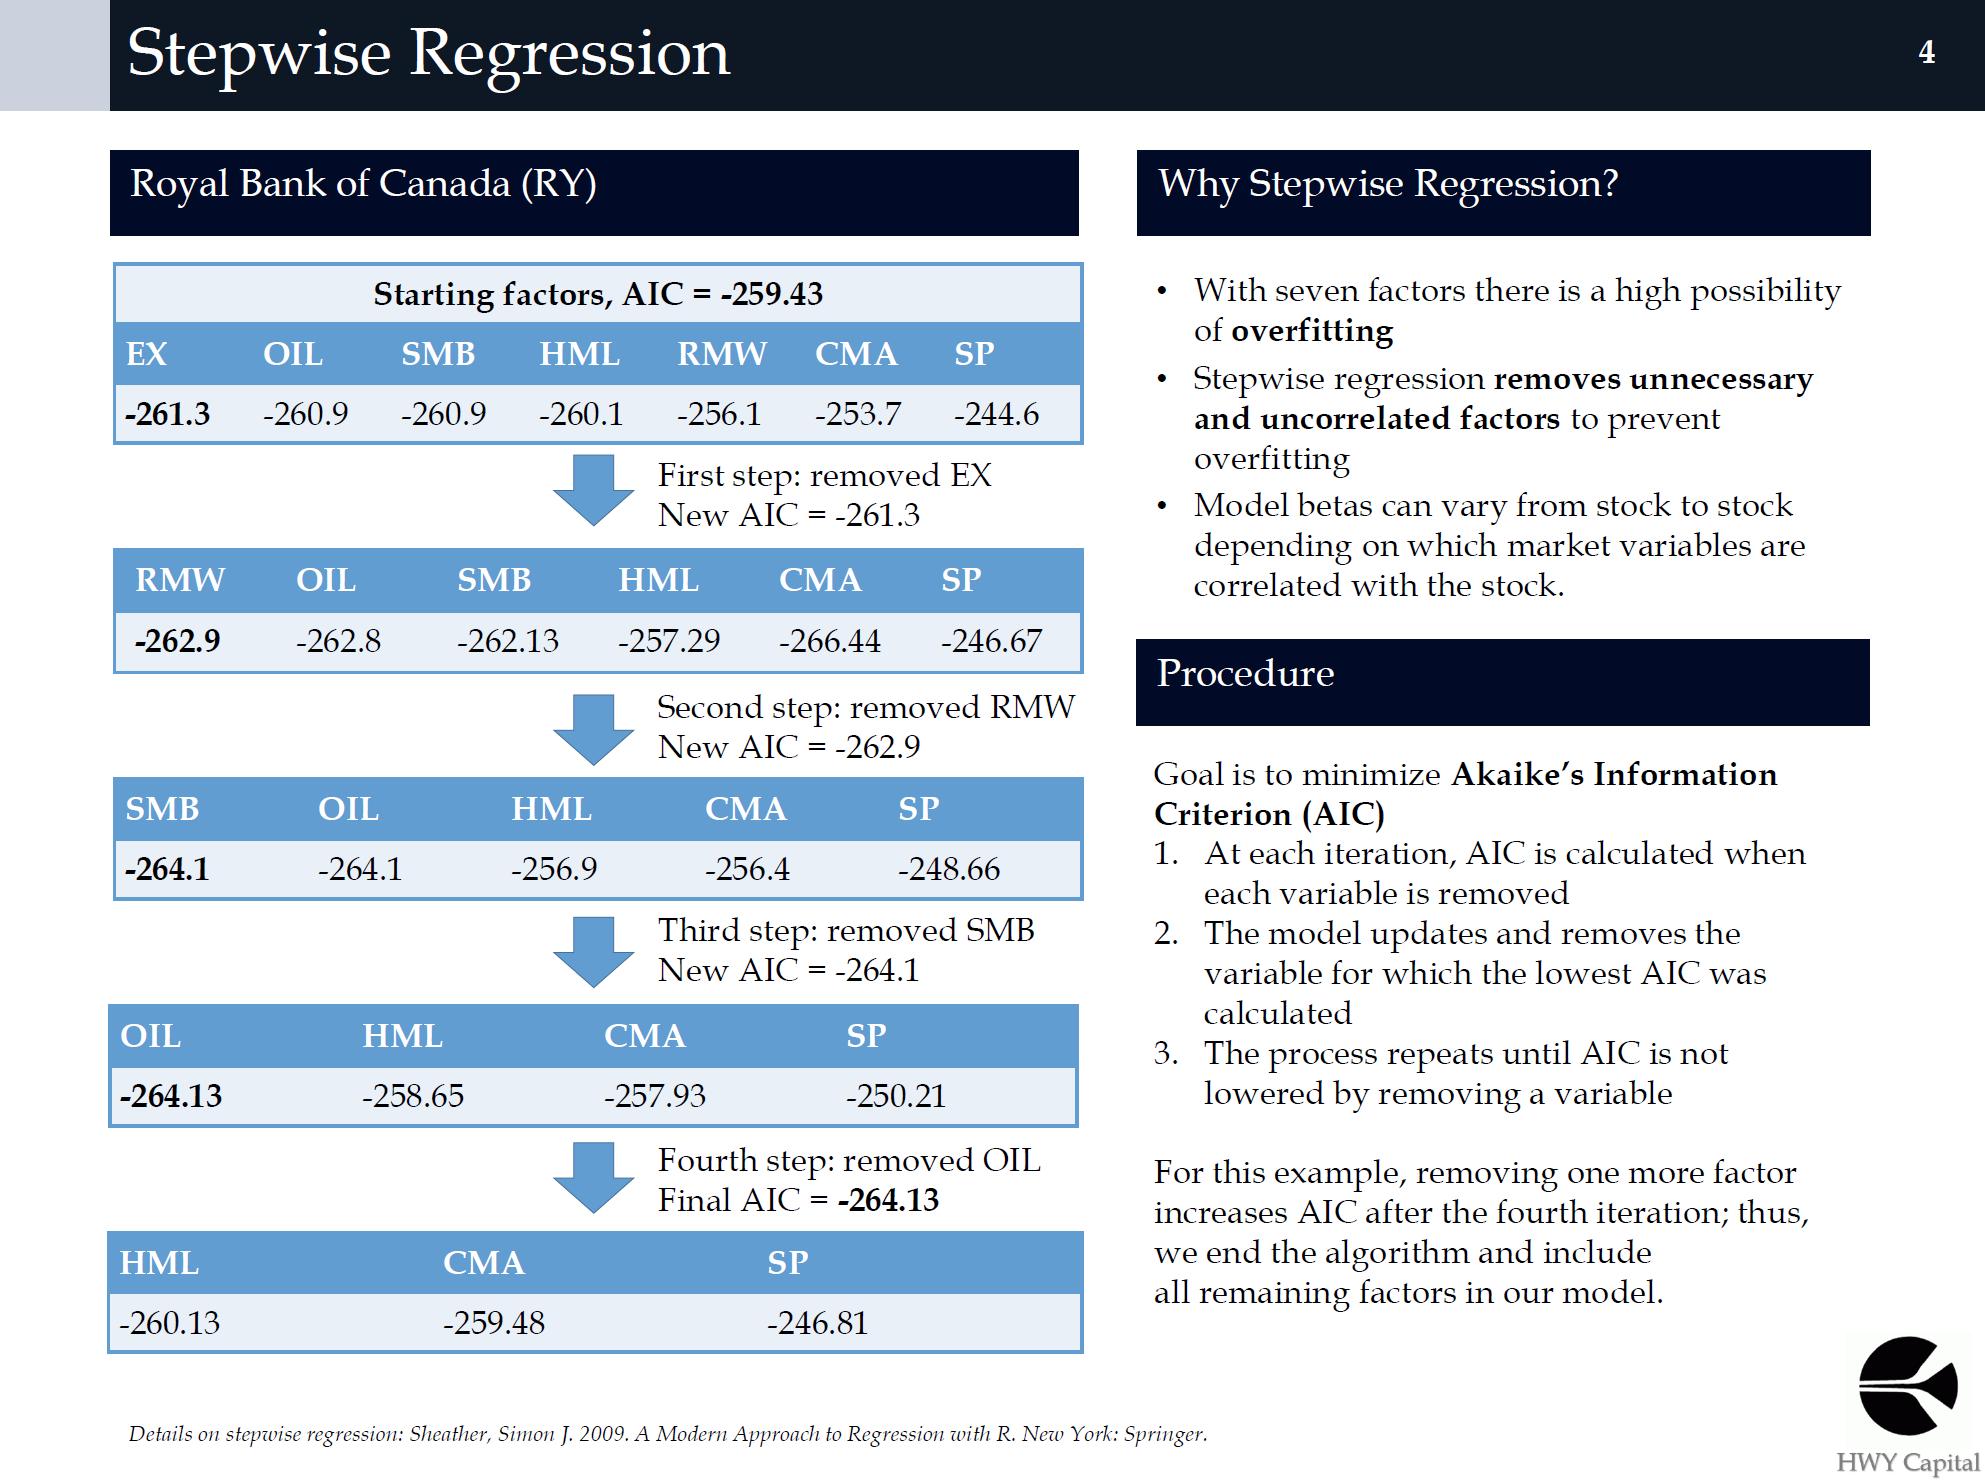 Stepwise Regression
4
Royal Bank of Canada (RY)
Starting factors, AIC = -259.43
EX OIL SMB HML RMW CMA SP
-261.3 -260.9 -260.9 -260.1 -256.1 -253.7 -244.6
First step: removed EX
New AIC = -261.3
RMW OIL SMB HML CMA SP
-262.9 -262.8 -262.13 -257.29 -266.44 -246.67
Second step: removed RMW
New AIC = -262.9
SMB OIL HML CMA SP
-264.1 -264.1 -256.9 -256.4 -248.66
Third step: removed SMB
New AIC = -264.1
OIL HML CMA SP
-264.13 -258.65 -257.93 -250.21
Fourth step: removed OIL
Final AIC = -264.13
HML CMA SP
-260.13 -259.48 -246.81
Why Stepwise Regression?
• With seven factors there is a high possibility
of overfitting
• Stepwise regression removes unnecessary
and uncorrelated factors to prevent
overfitting
• Model betas can vary from stock to stock
depending on which market variables are
correlated with the stock.
Procedure
Goal is to minimize Akaike’s Information
Criterion (AIC)
1. At each iteration, AIC is calculated when
each variable is removed
2. The model updates and removes the
variable for which the lowest AIC was
calculated
3. The process repeats until AIC is not
lowered by removing a variable
For this example, removing one more factor
increases AIC after the fourth iteration; thus,
we end the algorithm and include
all remaining factors in our model.
Details on stepwise regression: Sheather, Simon J. 2009. A Modern Approach to Regression with R. New York: Springer.
HWY Capital